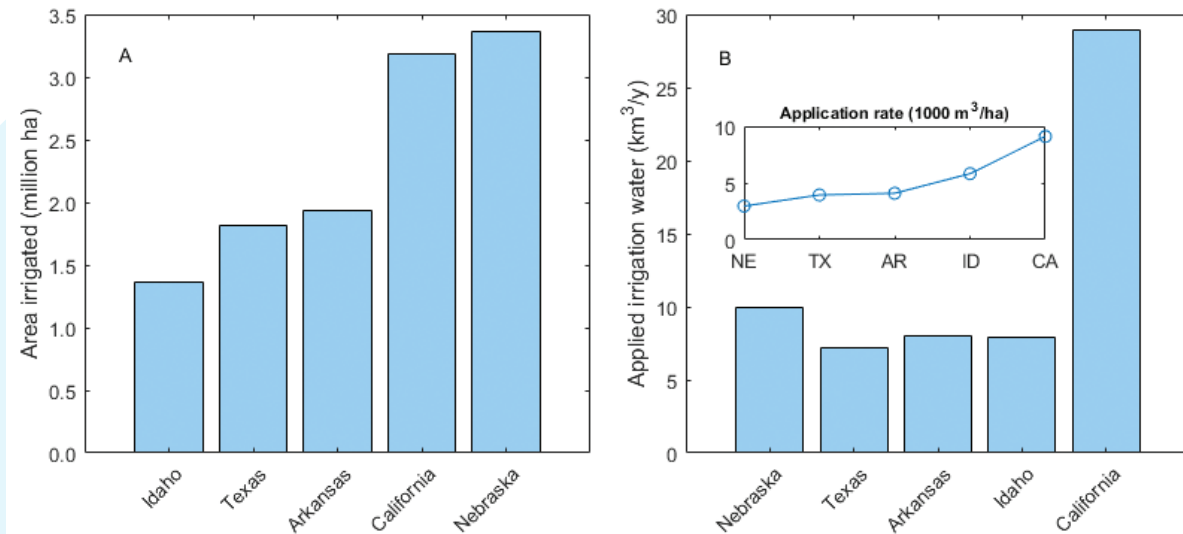 A
Area irrigated (million ha)
3.5
3.0
2.5
2.0
1.5
1.0
0.5
0.0
Idaho
Texas
Arkansas
California
Nebraska
B
Applied irrigation water (km³/y)
30
25
20
15
10
5
0
Application rate (1000 m³/ha)
10
5
0
NE TX AR ID CA
Nebraska
Texas
Arkansas
Idaho
California